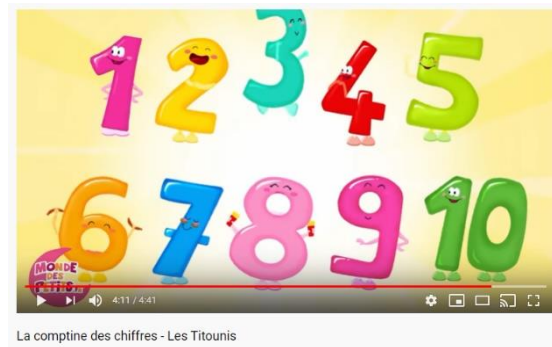 1 2 3 4 5
6 7 8 9 10
MONDE
DES
PETITS
4:11 / 4:41
La comptine des chiffres - Les Titounis